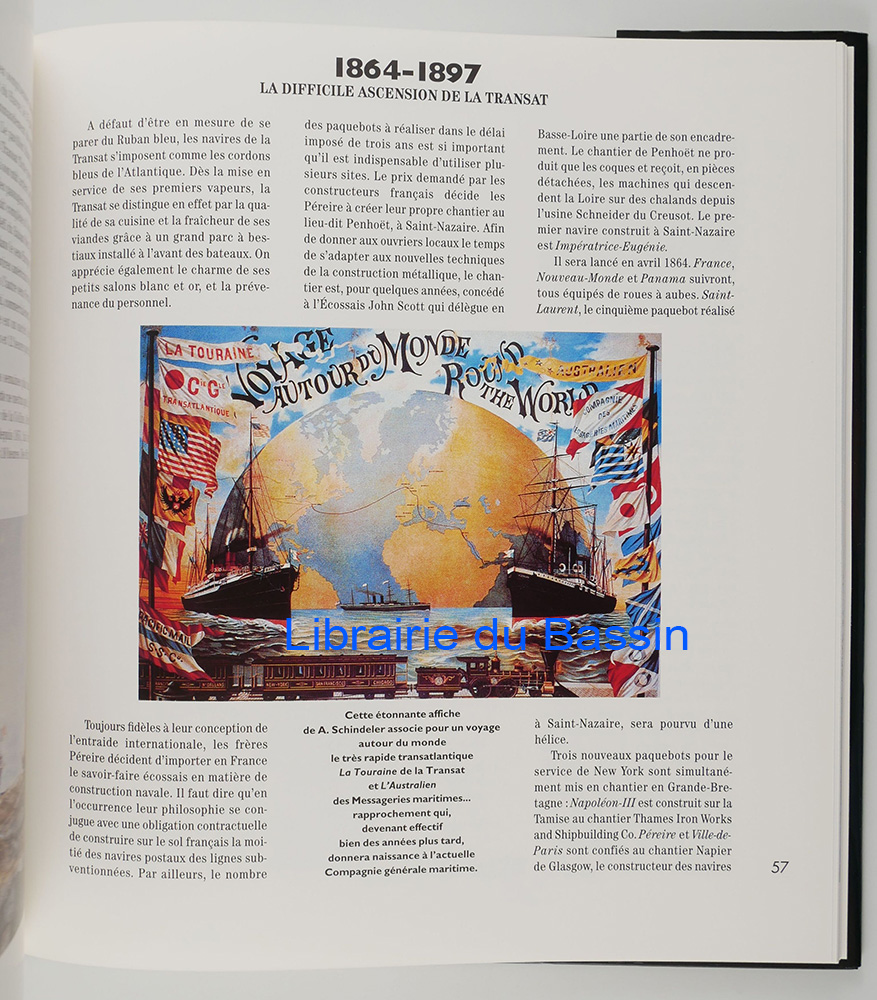 1864-1897
LA DIFFICILE ASCENSION DE LA TRANSAT
A défaut d'être en mesure de se
parer du Ruban bleu, les navires de la
Transat s'imposent comme les cordons
bleus de l'Atlantique. Dès la mise en
service de ses premiers vapeurs, la
Transat se distingue en effet par la qua-
lité de sa cuisine et la fraîcheur de ses
viandes grâce à un grand parc à bes-
tiaux installé à l'avant des bateaux. On
apprécie également le charme de ses
petits salons blanc et or, et la préve-
nance du personnel.
Toujours fidèles à leur conception de
l'entraide internationale, les frères
Péreire décident d'importer en France
le savoir-faire écossais en matière de
construction navale. Il faut dire qu'en
l'occurrence leur philosophie se con-
jugue avec une obligation contractuelle
de construire sur le sol français la moi-
tié des navires postaux des lignes sub-
ventionnées. Par ailleurs, le nombre
des paquebots à réaliser dans le délai
imposé de trois ans est si important
qu'il est indispensable d'utiliser plu-
sieurs sites. Le prix demandé par les
constructeurs français décide les
Péreire à créer leur propre chantier au
lieu-dit Penhoët, à Saint-Nazaire. Afin
de donner aux ouvriers locaux le temps
de s'adapter aux nouvelles techniques
de la construction métallique, le chan-
tier est, pour quelques années, concédé
à l'Écossais John Scott qui délègue en
Basse-Loire une partie de son encadre-
ment. Le chantier de Penhoët ne pro-
duit que les coques et reçoit, en pièces
détachées, les machines qui descen-
dent la Loire sur des chalands depuis
l'usine Schneider du Creusot. Le pre-
mier navire construit à Saint-Nazaire
est Impératrice-Eugénie.
Il sera lancé en avril 1864. France,
Nouveau-Monde et Panama suivront,
tous équipés de roues à aubes. Saint-
Laurent, le cinquième paquebot réalisé
à Saint-Nazaire, sera pourvu d'une
hélice.
Trois nouveaux paquebots pour le
service de New York sont simultané-
ment mis en chantier en Grande-Bre-
tagne : Napoléon-III est construit sur la
Tamise au chantier Thames Iron Works
and Shipbuilding Co. Péreire et Ville-de-
Paris sont confiés au chantier Napier
de Glasgow, le constructeur des navires
LA TOURAINE
CIE GLE
TRANSATLANTIQUE
VOYAGE
AUTOUR DU MONDE
ROUND
THE WORLD
AUSTRALIEN
COMPAGNIE
DES
MESSAGERIES MARITIMES
PACIFIC MAIL
S.S.Co.
NEW-YORK
SAN-FRANCISCO
CHICAGO
Librairie du Bassin
Cette étonnante affiche
de A. Schindeler associe pour un voyage
autour du monde
le très rapide transatlantique
La Touraine de la Transat
et L'Australien
des Messageries maritimes...
rapprochement qui,
devenant effectif
bien des années plus tard,
donnera naissance à l'actuelle
Compagnie générale maritime.
57